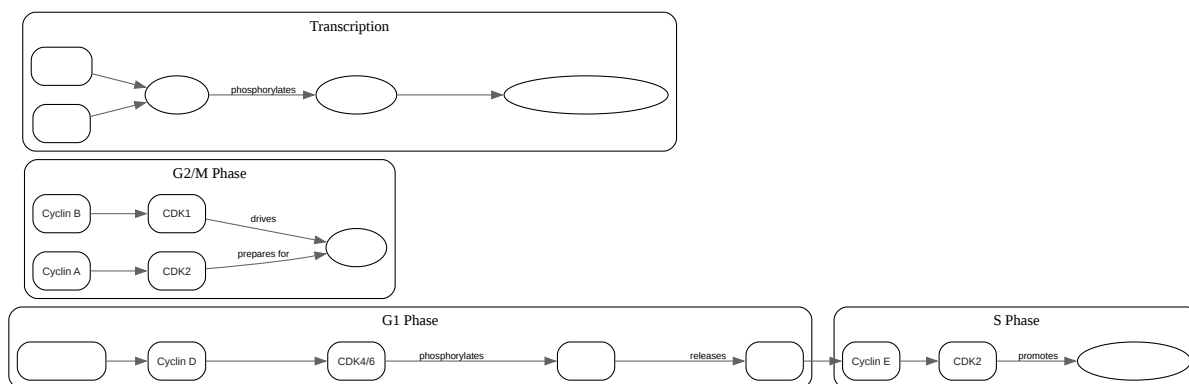 Transcription
phosphorylates
G2/M Phase
Cyclin B
CDK1
drives
prepares for
Cyclin A
CDK2
G1 Phase
Cyclin D
CDK4/6
phosphorylates
releases
S Phase
Cyclin E
CDK2
promotes